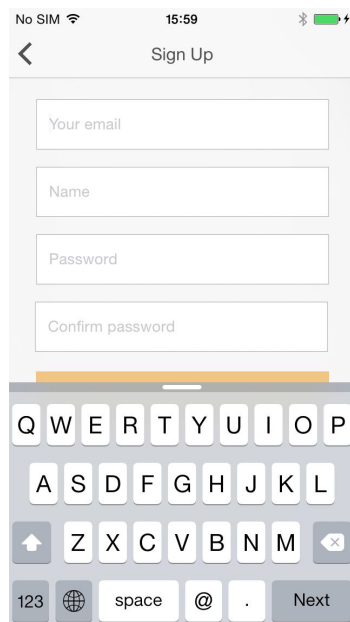 No SIM 15:59
Sign Up
Your email
Name
Password
Confirm password
Q W E R T Y U I O P
A S D F G H J K L
Z X C V B N M
123 space @ . Next